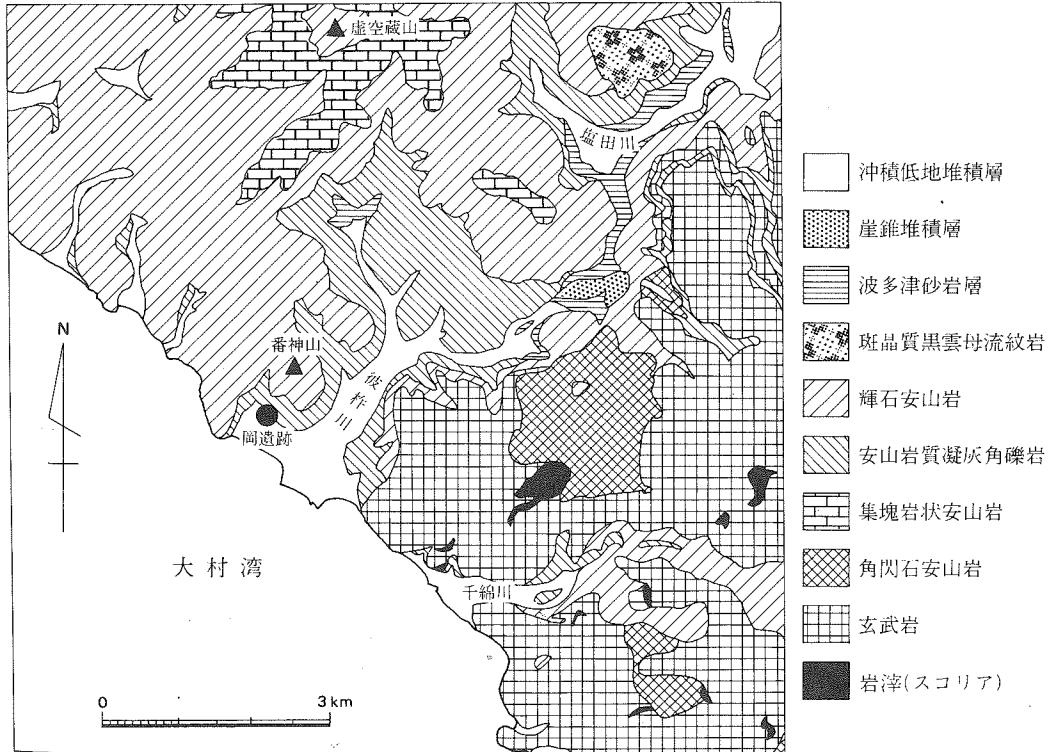 虚空蔵山
塩田川
番神山
彼杵川
岡遺跡
N
大村湾
千綿川
0 3 km
沖積低地堆積層
崖錐堆積層
波多津砂岩層
斑晶質黒雲母流紋岩
輝石安山岩
安山岩質凝灰角礫岩
集塊岩状安山岩
角閃石安山岩
玄武岩
岩滓(スコリア)